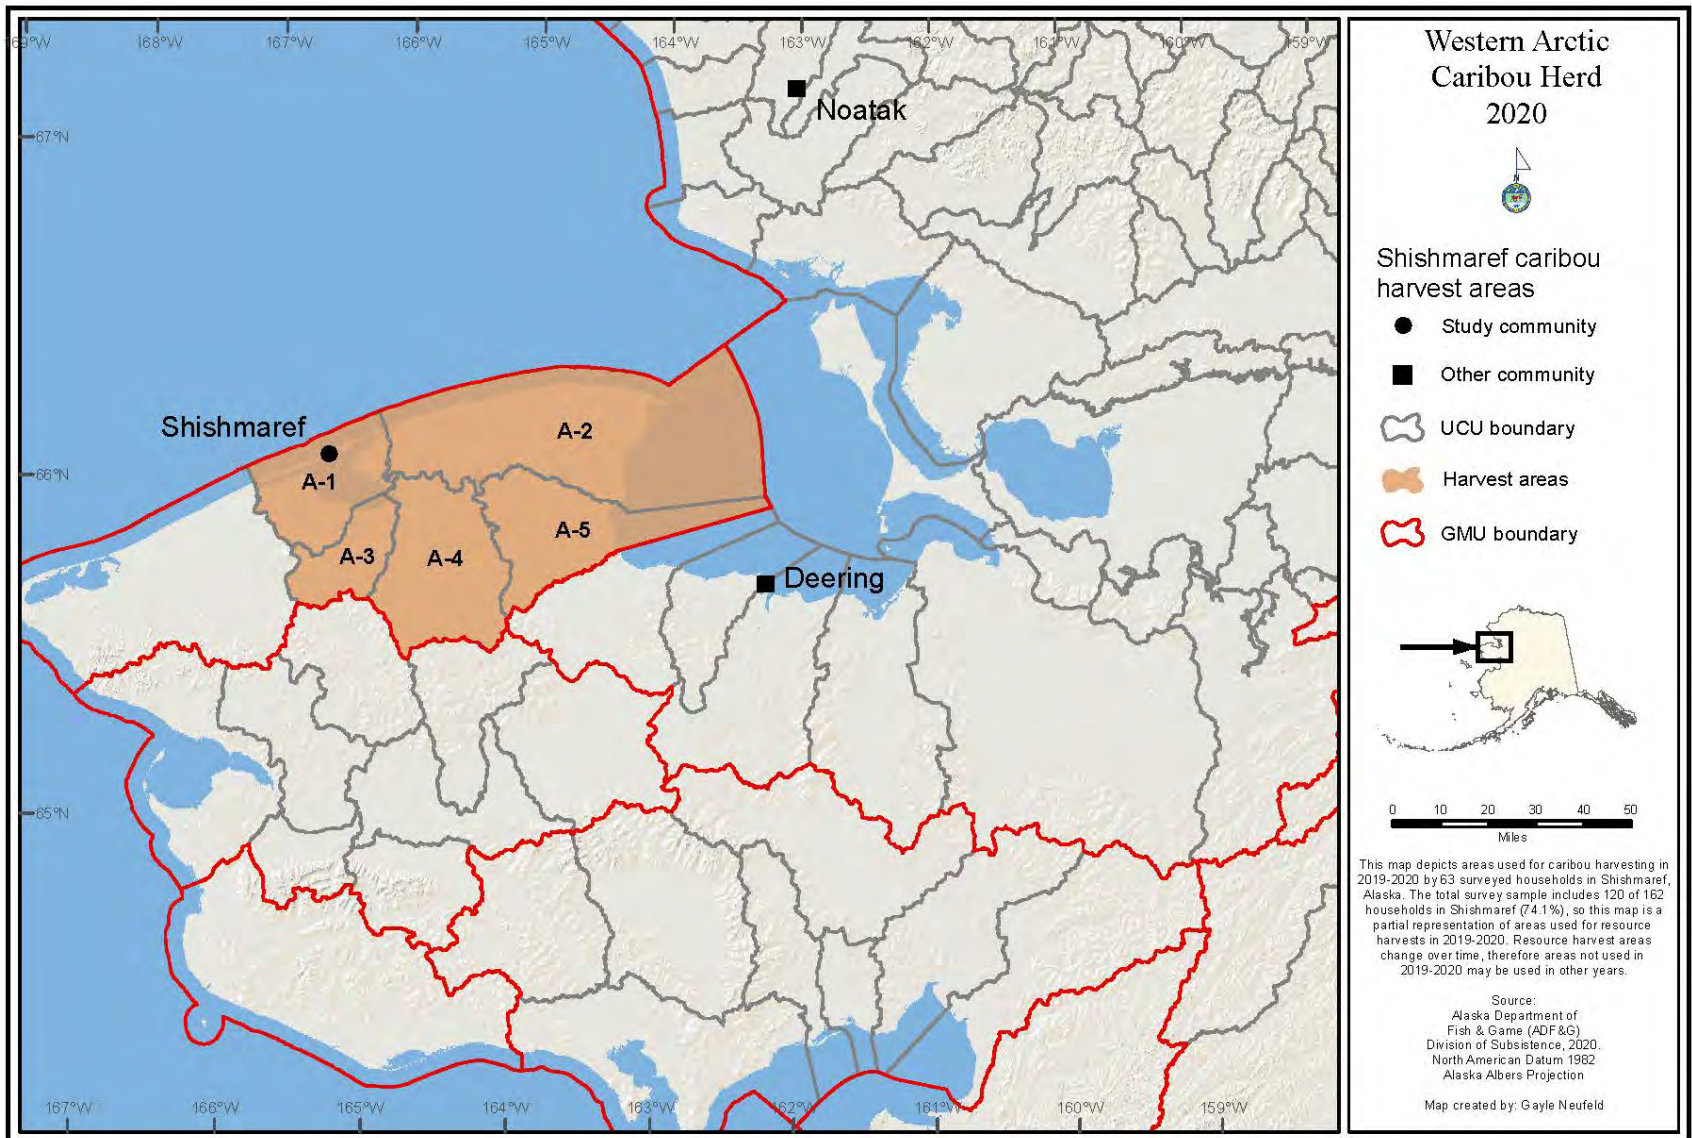 169°W 168°W 167°W 166°W 165°W 164°W 163°W 162°W 161°W 160°W 159°W
Noatak
67°N
Shishmaref
A-2
66°N
A-1
A-5
A-3
A-4
Deering
65°N
167°W 166°W 165°W 164°W 163°W 162°W 161°W 160°W 159°W
Western Arctic
Caribou Herd
2020
N
Shishmaref caribou
harvest areas
Study community
Other community
UCU boundary
Harvest areas
GMU boundary
0 10 20 30 40 50
Miles
This map depicts areas used for caribou harvesting in
2019-2020 by 63 surveyed households in Shishmaref,
Alaska. The total survey sample includes 120 of 162
households in Shishmaref (74.1%), so this map is a
partial representation of areas used for resource
harvests in 2019-2020. Resource harvest areas
change over time, therefore areas not used in
2019-2020 may be used in other years.
Source:
Alaska Department of
Fish & Game (ADF&G)
Division of Subsistence, 2020.
North American Datum 1982
Alaska Albers Projection
Map created by: Gayle Neufeld